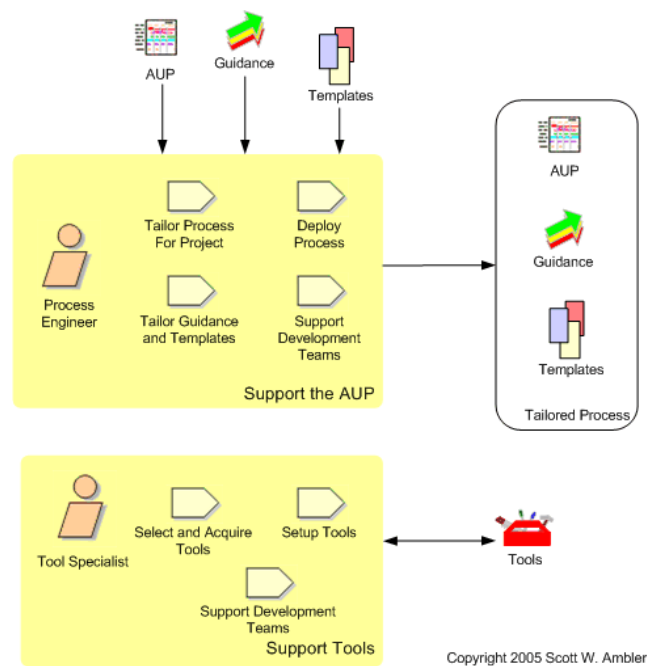 AUP
Guidance
Templates
Tailor Process
For Project
Deploy
Process
Process
Engineer
Tailor Guidance
and Templates
Support
Development
Teams
Support the AUP
AUP
Guidance
Templates
Tailored Process
Tool Specialist
Select and Acquire
Tools
Setup Tools
Support Development
Teams
Support Tools
Tools
Copyright 2005 Scott W. Ambler